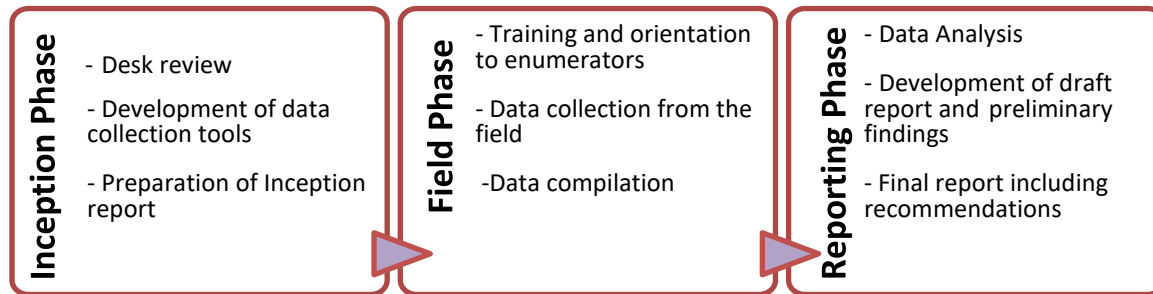 Inception Phase
- Desk review
- Development of data
collection tools
- Preparation of Inception
report
Field Phase
- Training and orientation
to enumerators
- Data collection from the
field
-Data compilation
Reporting Phase
- Data Analysis
- Development of draft
report and preliminary
findings
- Final report including
recommendations